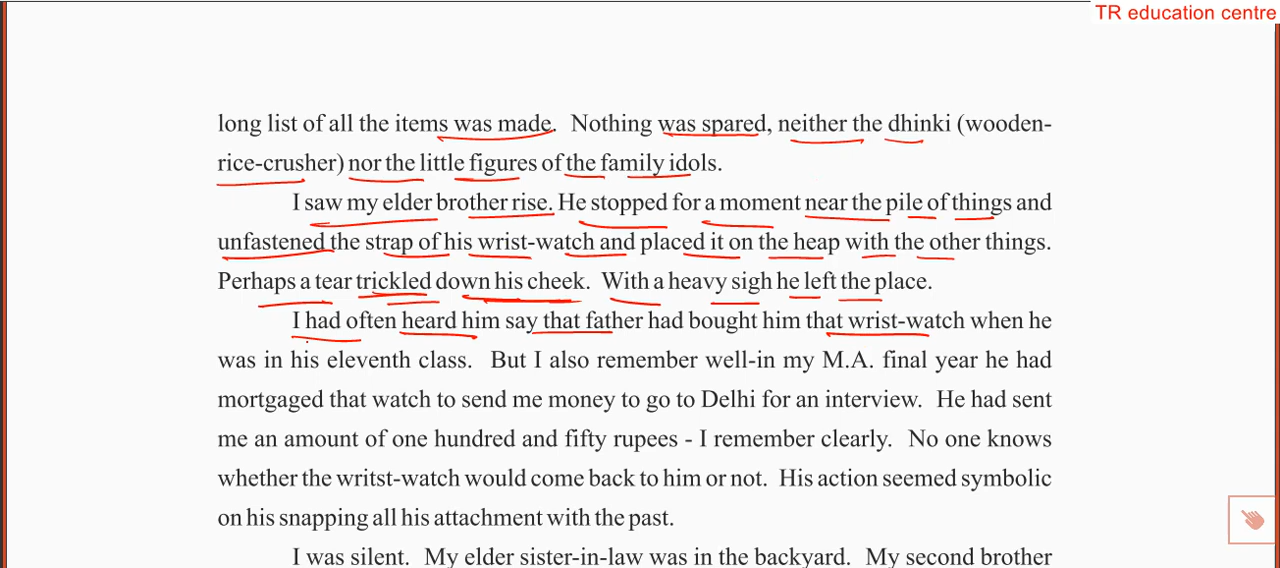 TR education centre
long list of all the items was made. Nothing was spared, neither the dhinki (wooden-
rice-crusher) nor the little figures of the family idols.
I saw my elder brother rise. He stopped for a moment near the pile of things and
unfastened the strap of his wrist-watch and placed it on the heap with the other things.
Perhaps a tear trickled down his cheek. With a heavy sigh he left the place.
I had often heard him say that father had bought him that wrist-watch when he
was in his eleventh class. But I also remember well-in my M.A. final year he had
mortgaged that watch to send me money to go to Delhi for an interview. He had sent
me an amount of one hundred and fifty rupees - I remember clearly. No one knows
whether the writst-watch would come back to him or not. His action seemed symbolic
on his snapping all his attachment with the past.
I was silent. My elder sister-in-law was in the backyard. My second brother